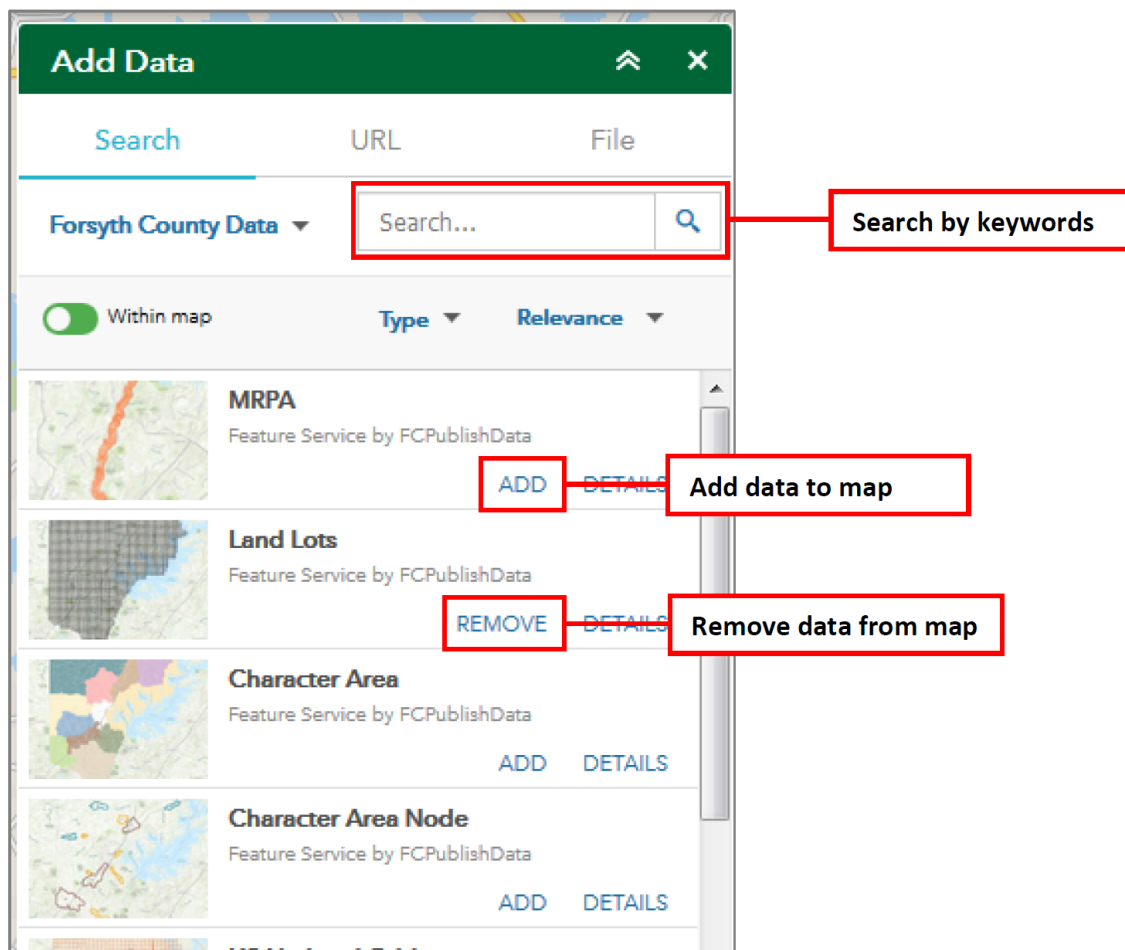 Add Data
Search URL File
Forsyth County Data Search...
Search by keywords
Within map Type Relevance
MRPA
Feature Service by FCPublishData
ADD DETAILS
Add data to map
Land Lots
Feature Service by FCPublishData
REMOVE DETAILS
Remove data from map
Character Area
Feature Service by FCPublishData
ADD DETAILS
Character Area Node
Feature Service by FCPublishData
ADD DETAILS